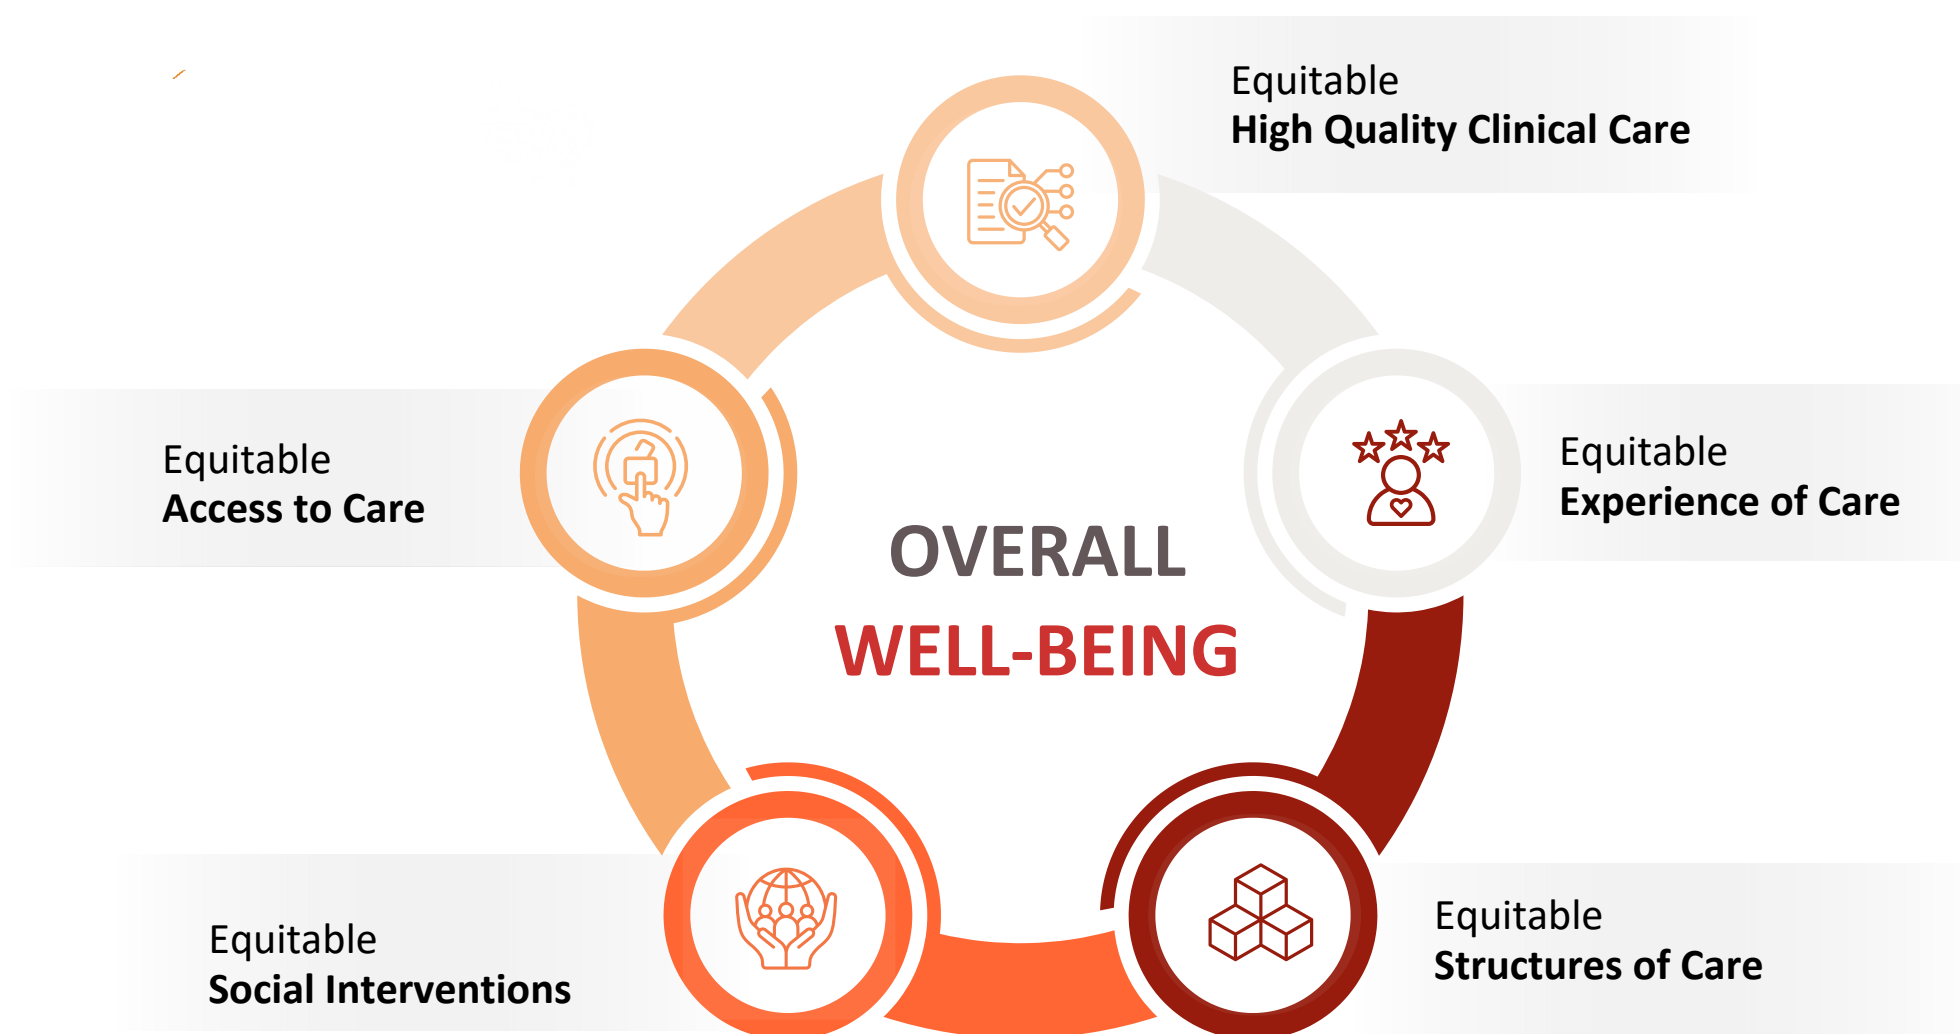 Equitable
High Quality Clinical Care
Equitable
Access to Care
Equitable
Experience of Care
OVERALL
WELL-BEING
Equitable
Social Interventions
Equitable
Structures of Care